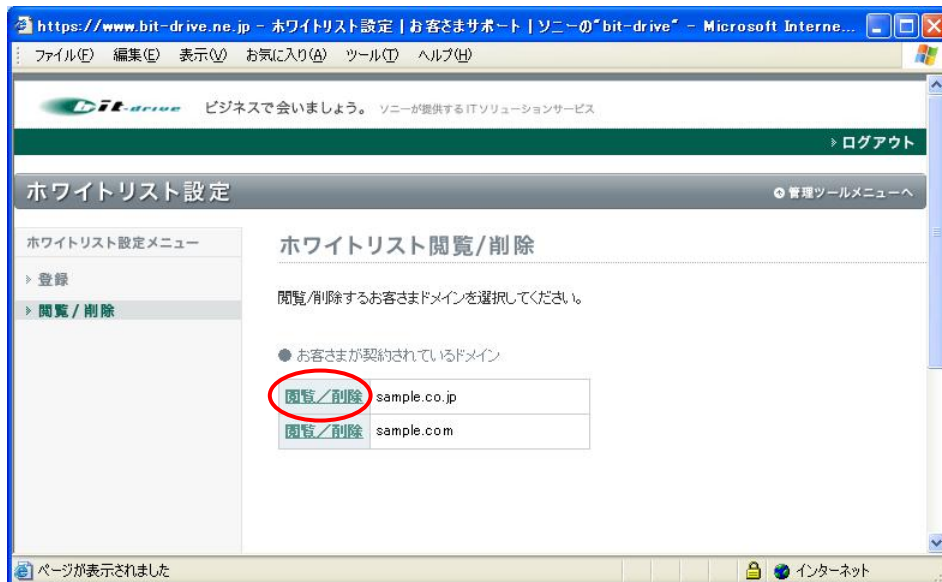 https://www.bit-drive.ne.jp - ホワイトリスト設定 | お客さまサポート | ソニーの"bit-drive" - Microsoft Interne...
ファイル(F) 編集(E) 表示(V) お気に入り(A) ツール(T) ヘルプ(H)
bit-drive ビジネスで会いましょう。 ソニーが提供するITソリューションサービス
ログアウト
ホワイトリスト設定 管理ツールメニューへ
ホワイトリスト設定メニュー
登録
閲覧/削除
ホワイトリスト閲覧/削除
閲覧/削除するお客さまドメインを選択してください。
● お客さまが契約されているドメイン
閲覧/削除 sample.co.jp
閲覧/削除 sample.com
ページが表示されました インターネット